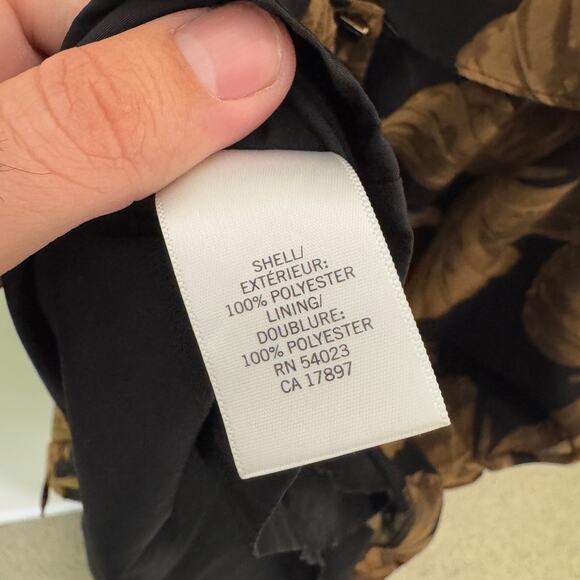 SHELL/
EXTÉRIEUR:
100% POLYESTER
LINING/
DOUBLURE:
100% POLYESTER
RN 54023
CA 17897